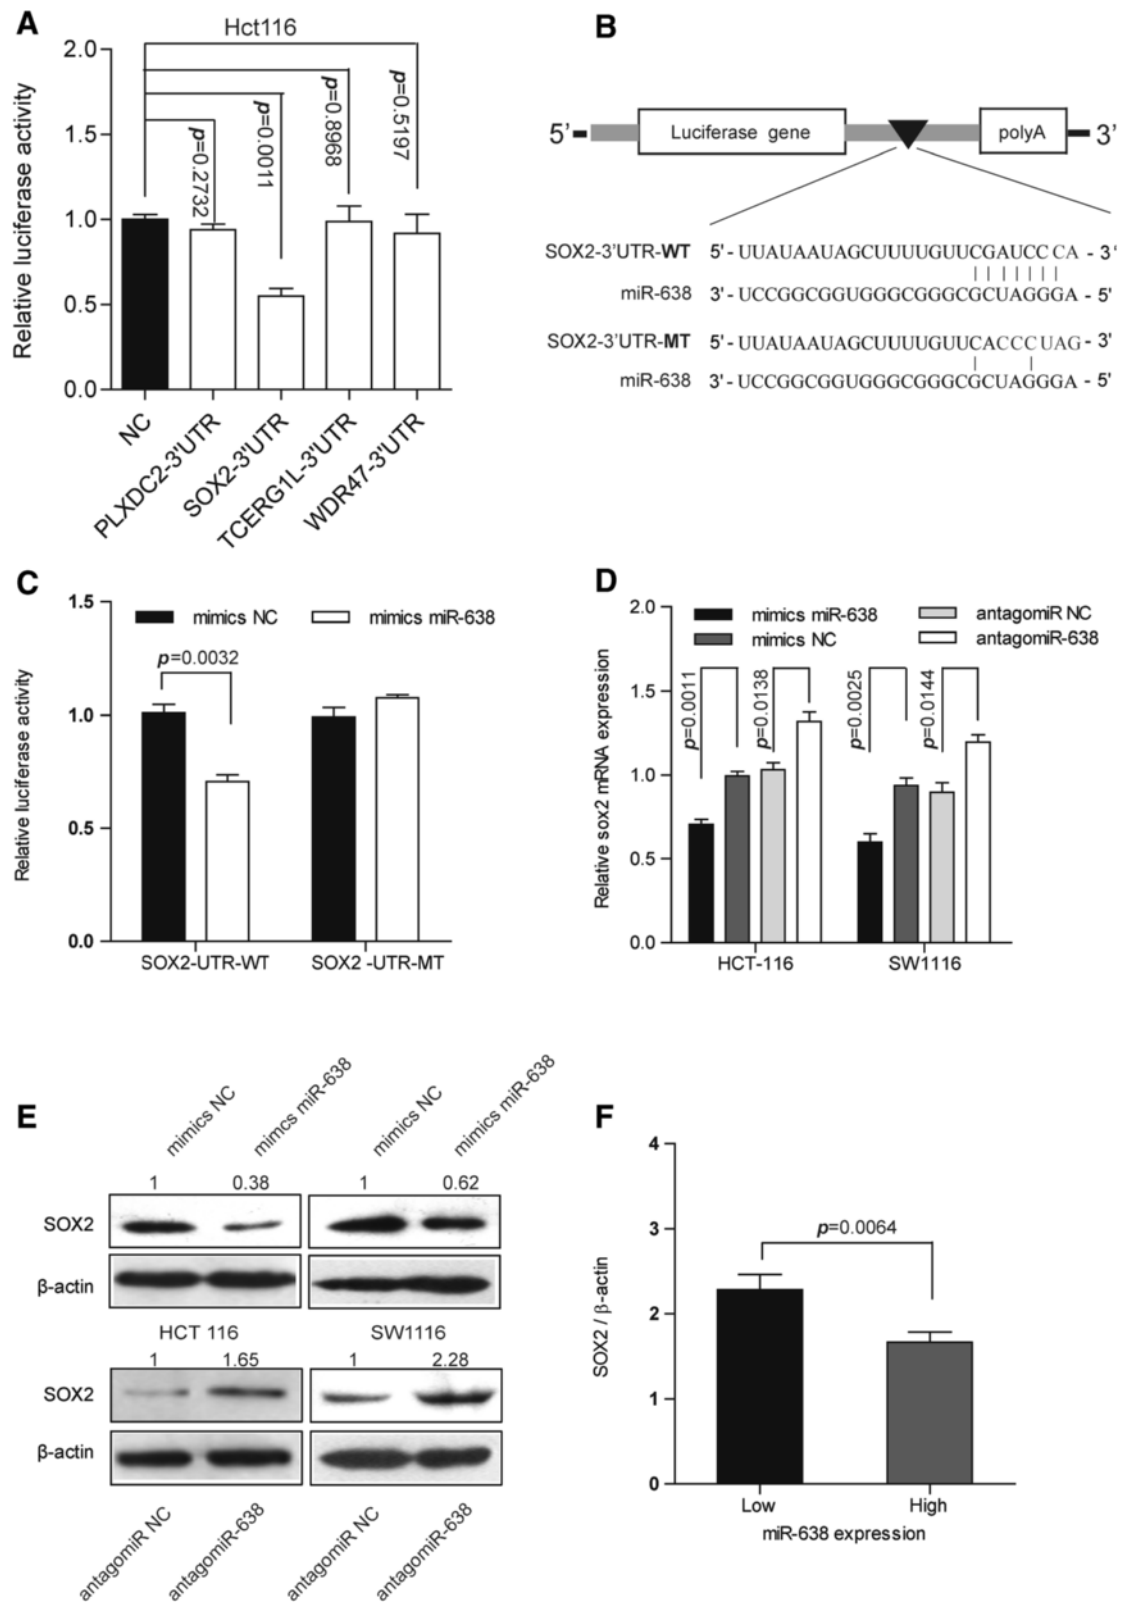 A
Hct116
Relative luciferase activity
2.0
1.5
1.0
0.5
0.0
p=0.2732
p=0.0011
p=0.8968
p=0.5197
NC
PLXDC2-3'UTR
SOX2-3'UTR
TCERG1L-3'UTR
WDR47-3'UTR
B
5' Luciferase gene polyA 3'
SOX2-3'UTR-WT 5'-UUAUAAUAGCUUUUGUUCGAUCCCA-3'
miR-638 3'-UCCGGCGGUGGGCGGGCGCUAGGGA-5'
SOX2-3'UTR-MT 5'-UUAUAAUAGCUUUUGUUCACCCUAG-3'
miR-638 3'-UCCGGCGGUGGGCGGGCGCUAGGGA-5'
C
Relative luciferase activity
1.5
1.0
0.5
0.0
mimics NC mimics miR-638
p=0.0032
SOX2-UTR-WT SOX2 -UTR-MT
D
Relative sox2 mRNA expression
2.0
1.5
1.0
0.5
0.0
mimics miR-638 antagomiR NC
mimics NC antagomiR-638
p=0.0011
p=0.0138
p=0.0025
p=0.0144
HCT-116 SW1116
E
mimics NC mimcs miR-638 mimics NC mimics miR-638
1 0.38 1 0.62
SOX2
β-actin
HCT 116 SW1116
1 1.65 1 2.28
SOX2
β-actin
antagomiR NC antagomiR-638 antagomiR NC antagomiR-638
F
SOX2 / β-actin
4
3
2
1
0
p=0.0064
Low High
miR-638 expression